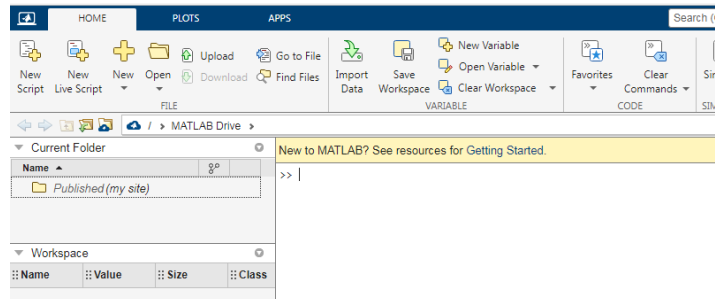 HOME PLOTS APPS
Search (
New Script
New Live Script
New
Open
Upload
Download
Go to File
Find Files
Import Data
Save Workspace
New Variable
Open Variable
Clear Workspace
Favorites
Clear Commands
FILE VARIABLE CODE
/ > MATLAB Drive >
Current Folder
Name
Published (my site)
New to MATLAB? See resources for Getting Started.
>>
Workspace
Name Value Size Class